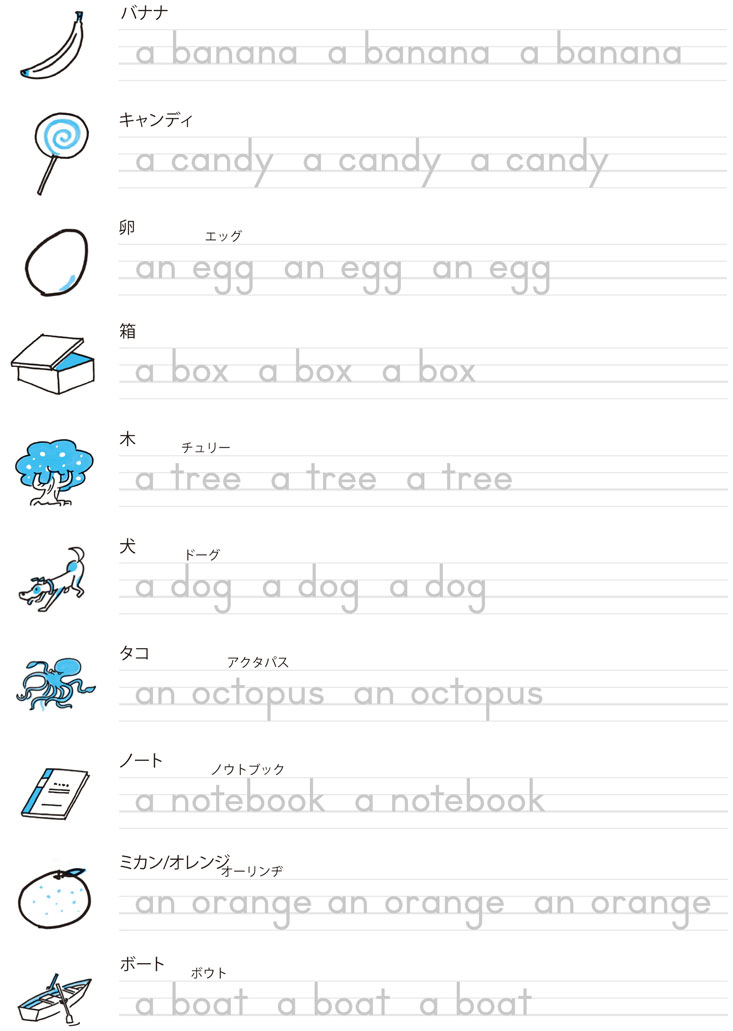 バナナ
a banana a banana a banana
キャンディ
a candy a candy a candy
卵
エッグ
an egg an egg an egg
箱
a box a box a box
木
チュリー
a tree a tree a tree
犬
ドーグ
a dog a dog a dog
タコ
アクタパス
an octopus an octopus
ノート
ノウトブック
a notebook a notebook
ミカン/オレンジ
オーリンヂ
an orange an orange an orange
ボート
ボウト
a boat a boat a boat